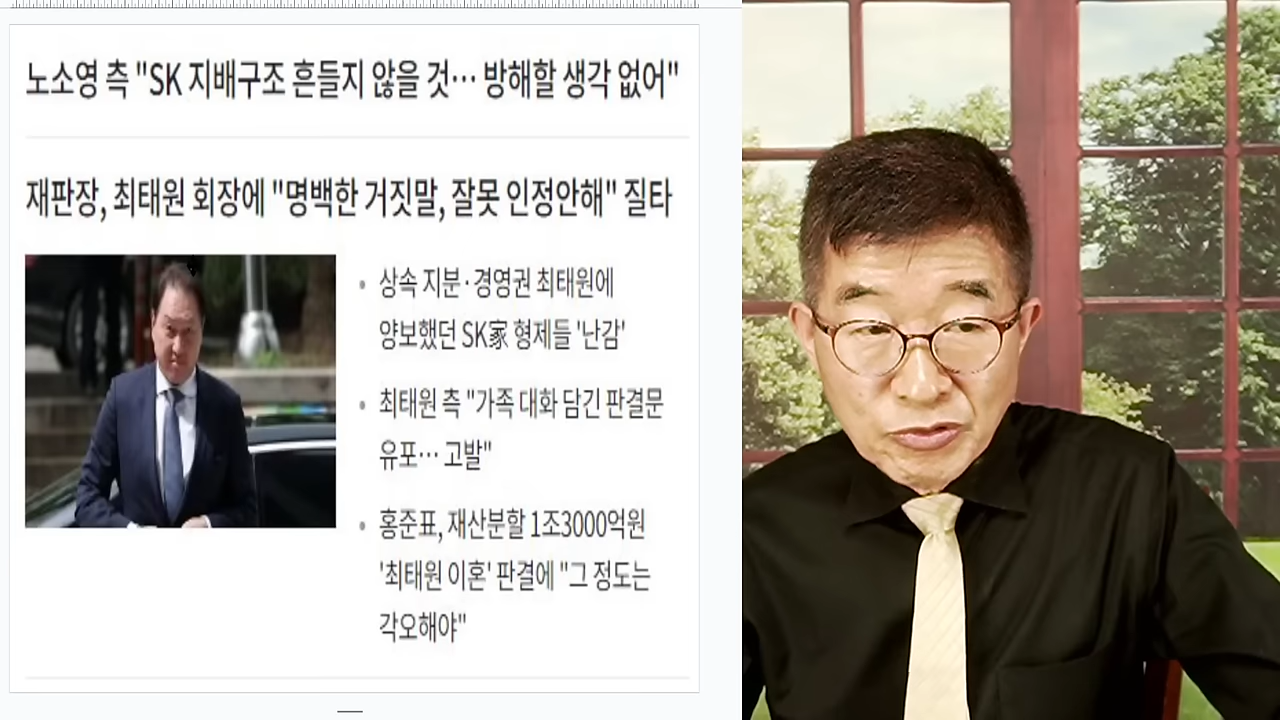 노소영 측 "SK 지배구조 흔들지 않을 것… 방해할 생각 없어"
재판장, 최태원 회장에 "명백한 거짓말, 잘못 인정안해" 질타
• 상속 지분·경영권 최태원에
양보했던 SK家 형제들 '난감'
• 최태원 측 "가족 대화 담긴 판결문
유포… 고발"
• 홍준표, 재산분할 1조3000억원
'최태원 이혼' 판결에 "그 정도는
각오해야"